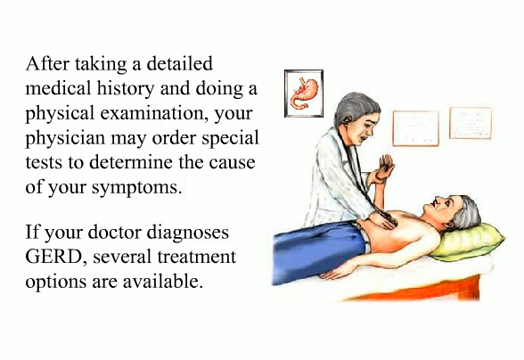 After taking a detailed
medical history and doing a
physical examination, your
physician may order special
tests to determine the cause
of your symptoms.
If your doctor diagnoses
GERD, several treatment
options are available.